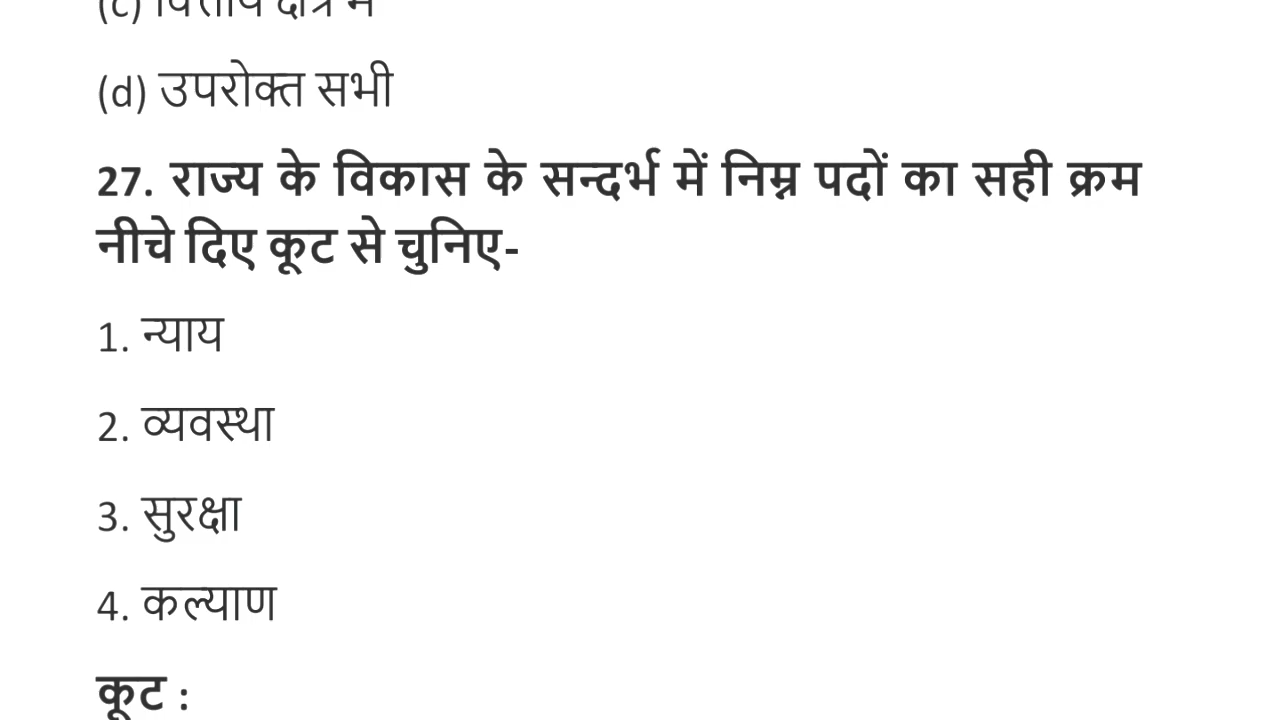 (c) वित्तीय क्षेत्र में
(d) उपरोक्त सभी
27. राज्य के विकास के सन्दर्भ में निम्न पदों का सही क्रम
नीचे दिए कूट से चुनिए-
1. न्याय
2. व्यवस्था
3. सुरक्षा
4. कल्याण
कूट :